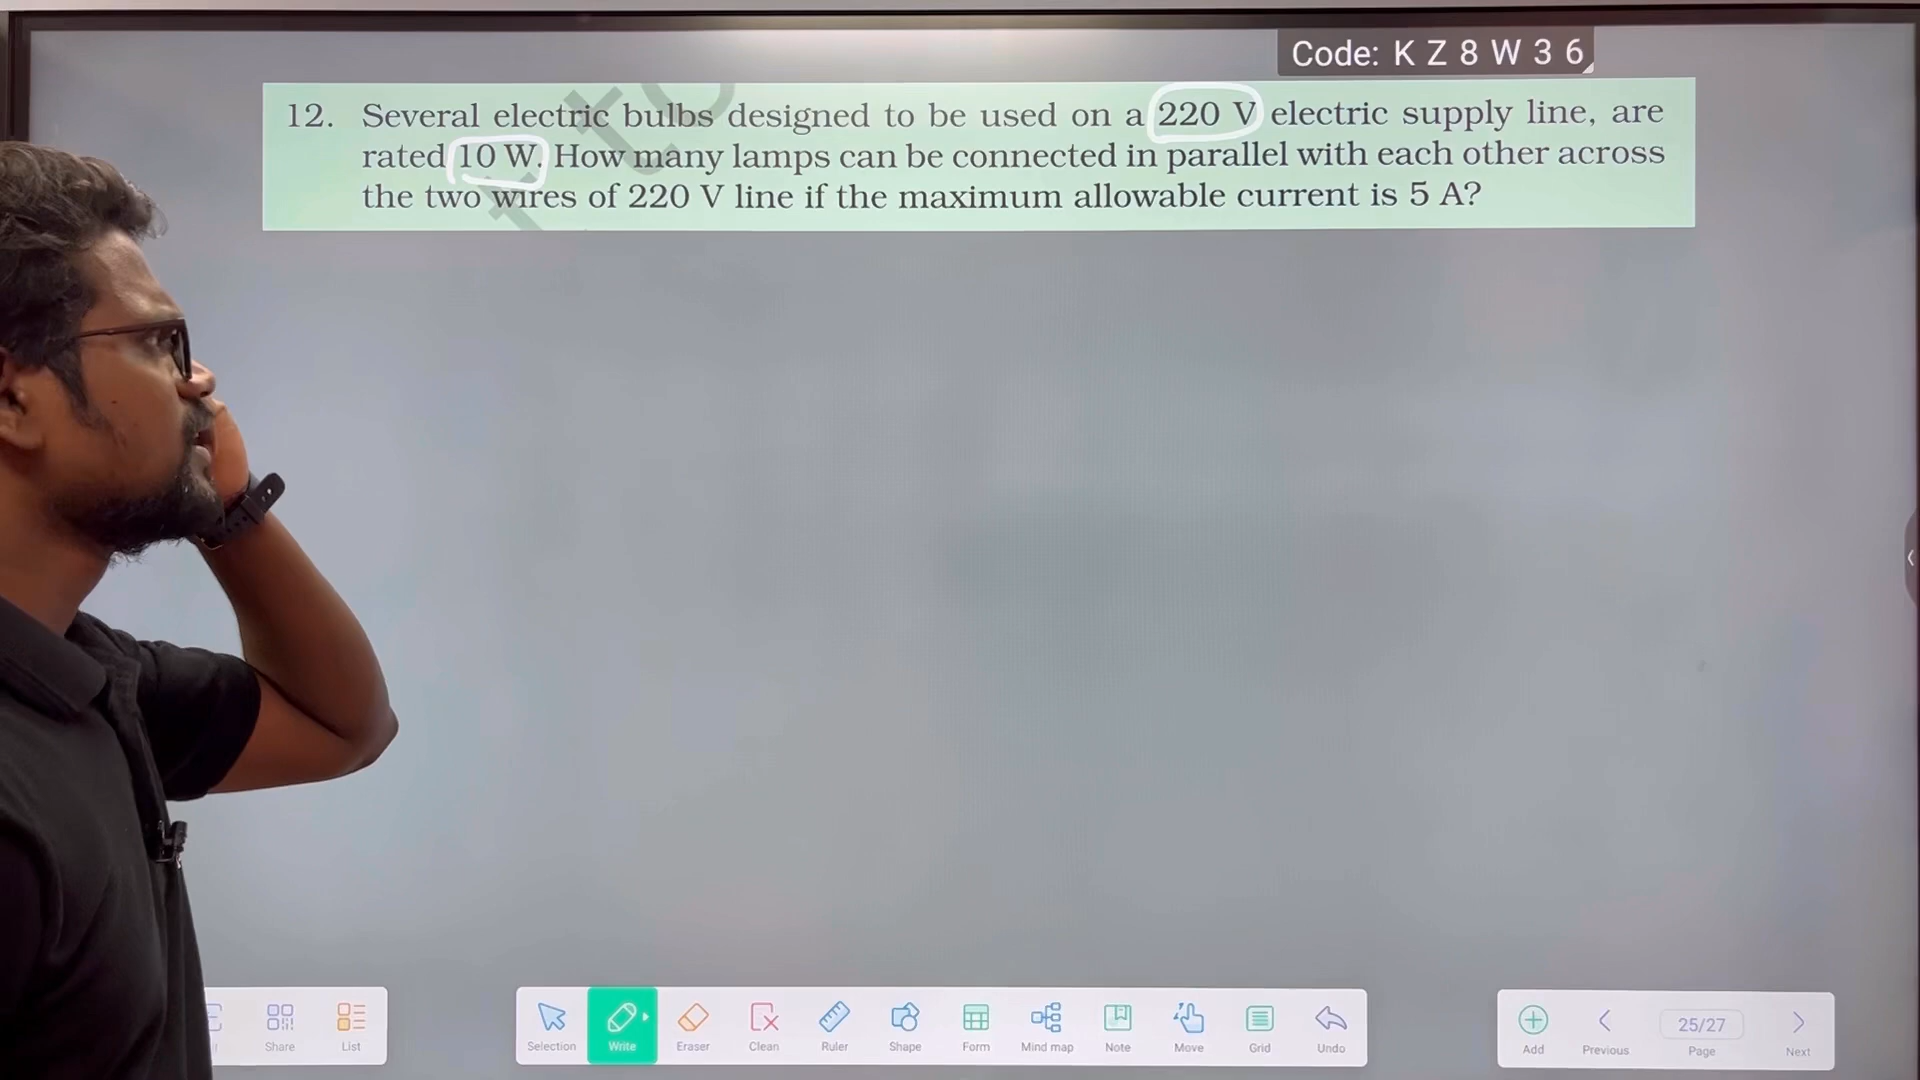 Code: K Z 8 W 3 6
12. Several electric bulbs designed to be used on a 220 V electric supply line, are
rated 10 W. How many lamps can be connected in parallel with each other across
the two wires of 220 V line if the maximum allowable current is 5 A?
Share
List
Selection
Write
Eraser
Clean
Ruler
Shape
Form
Mind map
Note
Move
Grid
Undo
Add
Previous
25/27
Page
Next